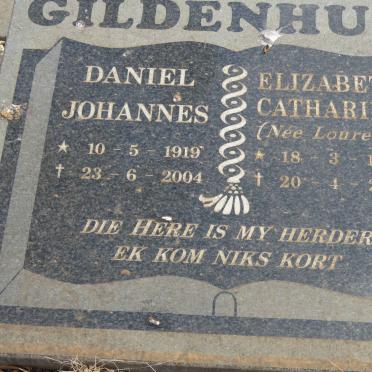 GILDENHU
DANIEL
JOHANNES
★ 10 - 5 - 1919
† 23 - 6 - 2004
ELIZABET
CATHARI
(Née Loure
★ 18 - 3 - 1
† 20 - 4 - 2
DIE HERE IS MY HERDER
EK KOM NIKS KORT